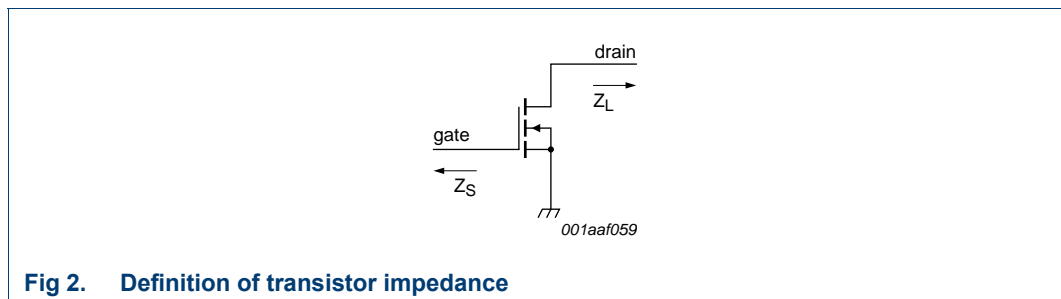 drain
Z_L
gate
Z_S
001aaf059
Fig 2. Definition of transistor impedance